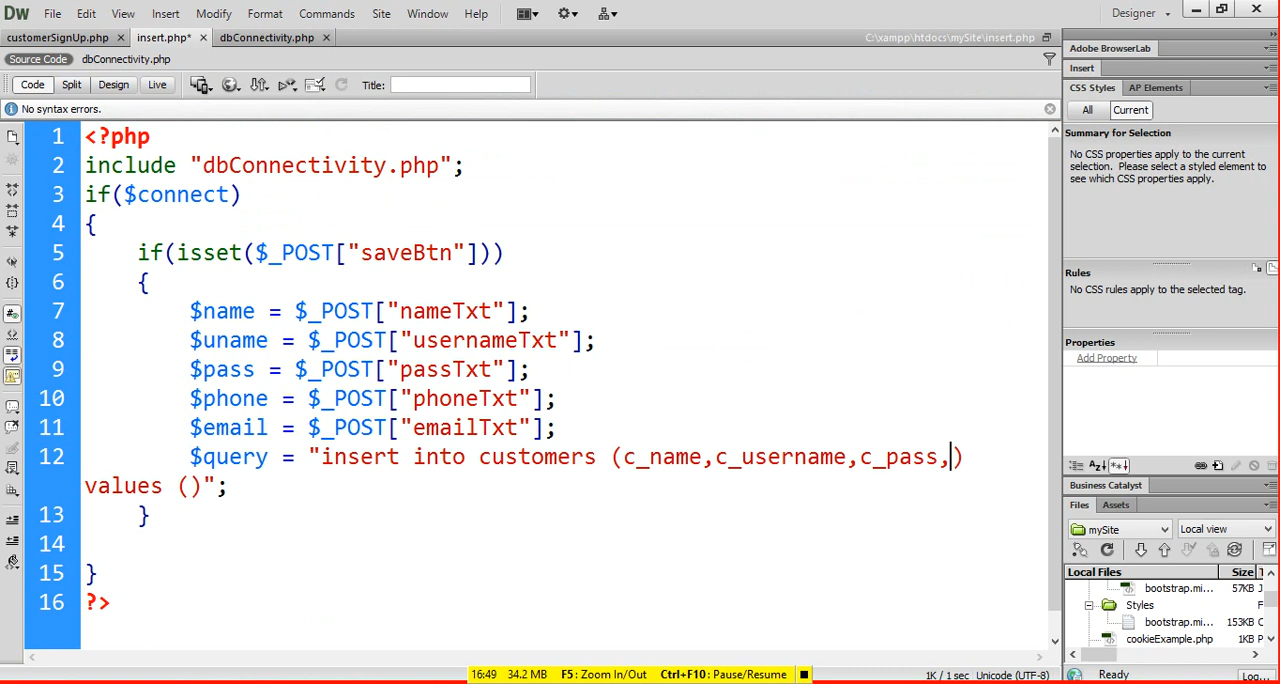 Dw File Edit View Insert Modify Format Commands Site Window Help Designer
customerSignUp.php insert.php* dbConnectivity.php C:\xampp\htdocs\mySite\insert.php
Source Code dbConnectivity.php
Code Split Design Live Title:
No syntax errors.
1 <?php
2 include "dbConnectivity.php";
3 if($connect)
4 {
5 if(isset($_POST["saveBtn"]))
6 {
7 $name = $_POST["nameTxt"];
8 $uname = $_POST["usernameTxt"];
9 $pass = $_POST["passTxt"];
10 $phone = $_POST["phoneTxt"];
11 $email = $_POST["emailTxt"];
12 $query = "insert into customers (c_name,c_username,c_pass,)
values ()";
13 }
14
15 }
16 ?>
Adobe BrowserLab
Insert
CSS Styles AP Elements
All Current
Summary for Selection
No CSS properties apply to the current
selection. Please select a styled element to
see which CSS properties apply.
Rules
No CSS rules apply to the selected tag.
Properties
Add Property
Business Catalyst
Files Assets
mySite Local view
Local Files Size
bootstrap.mi... 57KB
Styles
bootstrap.mi... 153KB
cookieExample.php 1KB
Ready Log...
16:49 34.2 MB F5: Zoom In/Out Ctrl+F10: Pause/Resume
1K / 1 sec Unicode (UTF-8)